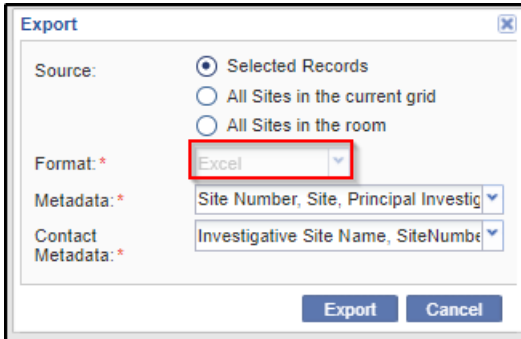 Export
Source:
Selected Records
All Sites in the current grid
All Sites in the room
Format:*
Excel
Metadata:*
Site Number, Site, Principal Investig
Contact
Metadata:*
Investigative Site Name, SiteNumbe
Export
Cancel